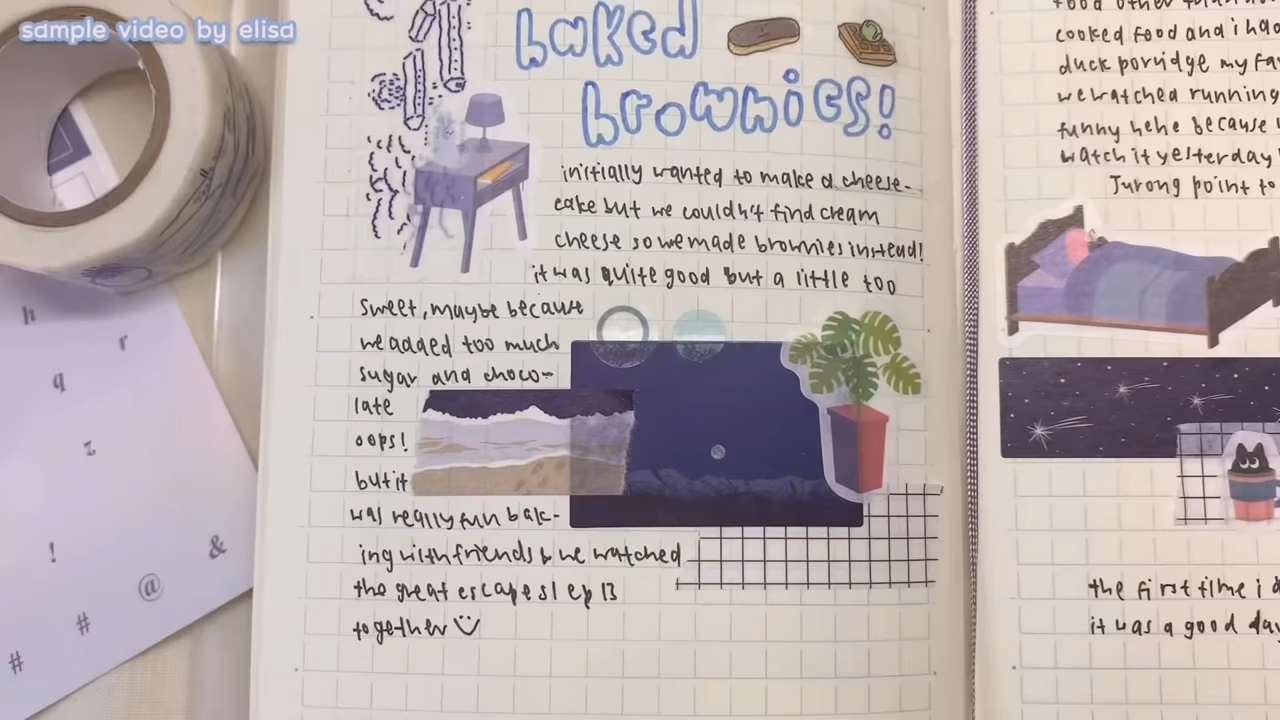 sample video by elisa
baked
brownies!
initially wanted to make a cheese-
cake but we couldn't find cream
cheese so we made brownies instead!
it was quite good but a little too
sweet, maybe because
we added too much
sugar and choco-
late
oops!
but it
was really fun bak-
ing with friends & we watched
the great escape s1 ep 13
together
food other than
cooked food and i had
duck porridge my fa
we watched running
funny hehe because
watch it yesterday
Jurong point to
the first time i
it was a good day
h
r
q
z
!
&
@
#
#